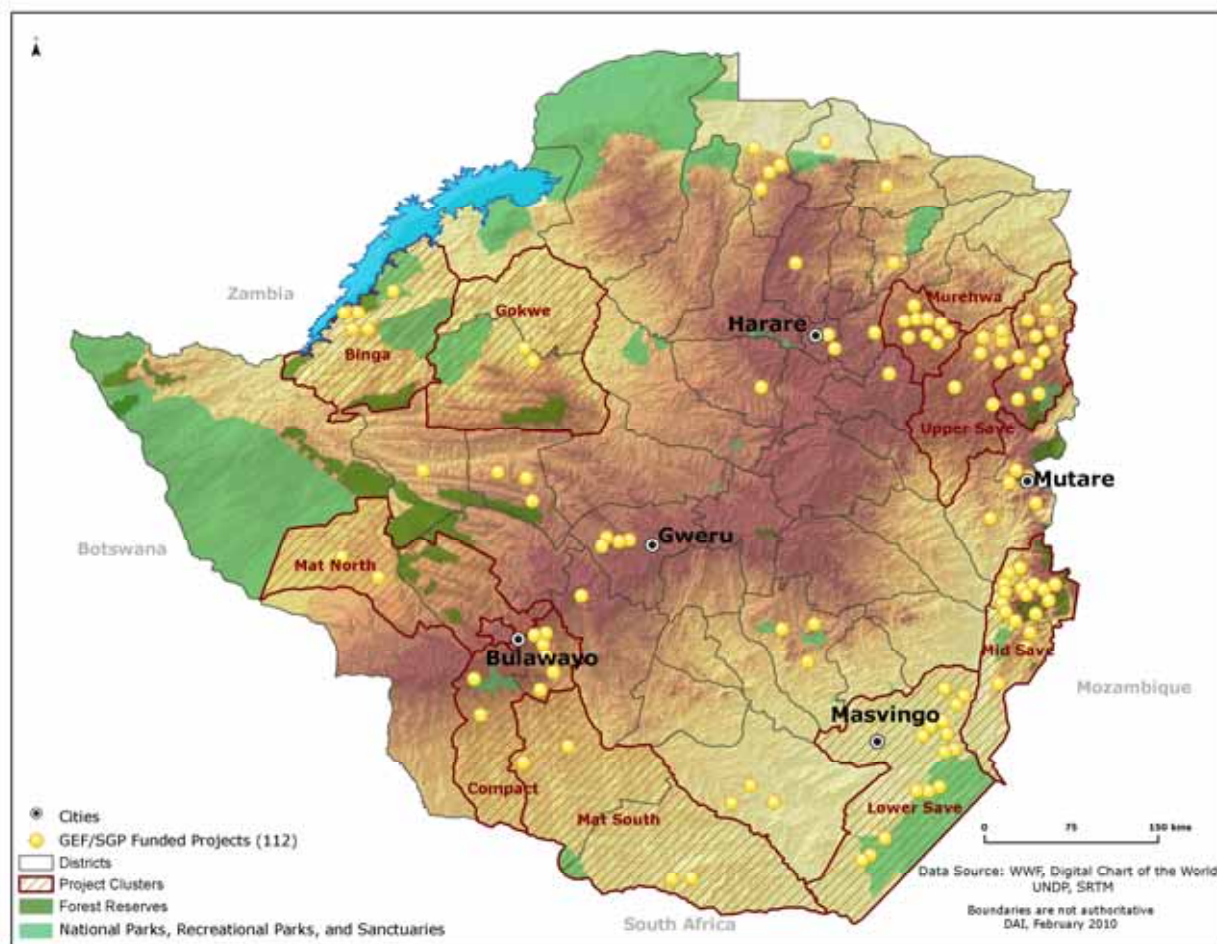 Zambia
Gokwe
Murehwa
Harare
Binga
Upper Save
Mutare
Botswana
Mat North
Gweru
Bulawayo
Mid Save
Mozambique
Masvingo
Compact
Lower Save
Mat South
South Africa
Cities
GEF/SGP Funded Projects (112)
Districts
Project Clusters
Forest Reserves
National Parks, Recreational Parks, and Sanctuaries
0 75 150 kms
Data Source: WWF, Digital Chart of the World
UNDP, SRTM
Boundaries are not authoritative
DAI, February 2010